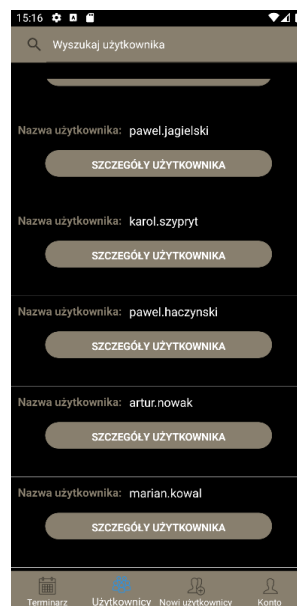 15:16
Wyszukaj użytkownika
Nazwa użytkownika: pawel.jagielski
SZCZEGÓŁY UŻYTKOWNIKA
Nazwa użytkownika: karol.szypryt
SZCZEGÓŁY UŻYTKOWNIKA
Nazwa użytkownika: pawel.haczynski
SZCZEGÓŁY UŻYTKOWNIKA
Nazwa użytkownika: artur.nowak
SZCZEGÓŁY UŻYTKOWNIKA
Nazwa użytkownika: marian.kowal
SZCZEGÓŁY UŻYTKOWNIKA
Terminarz Użytkownicy Nowi użytkownicy Konto